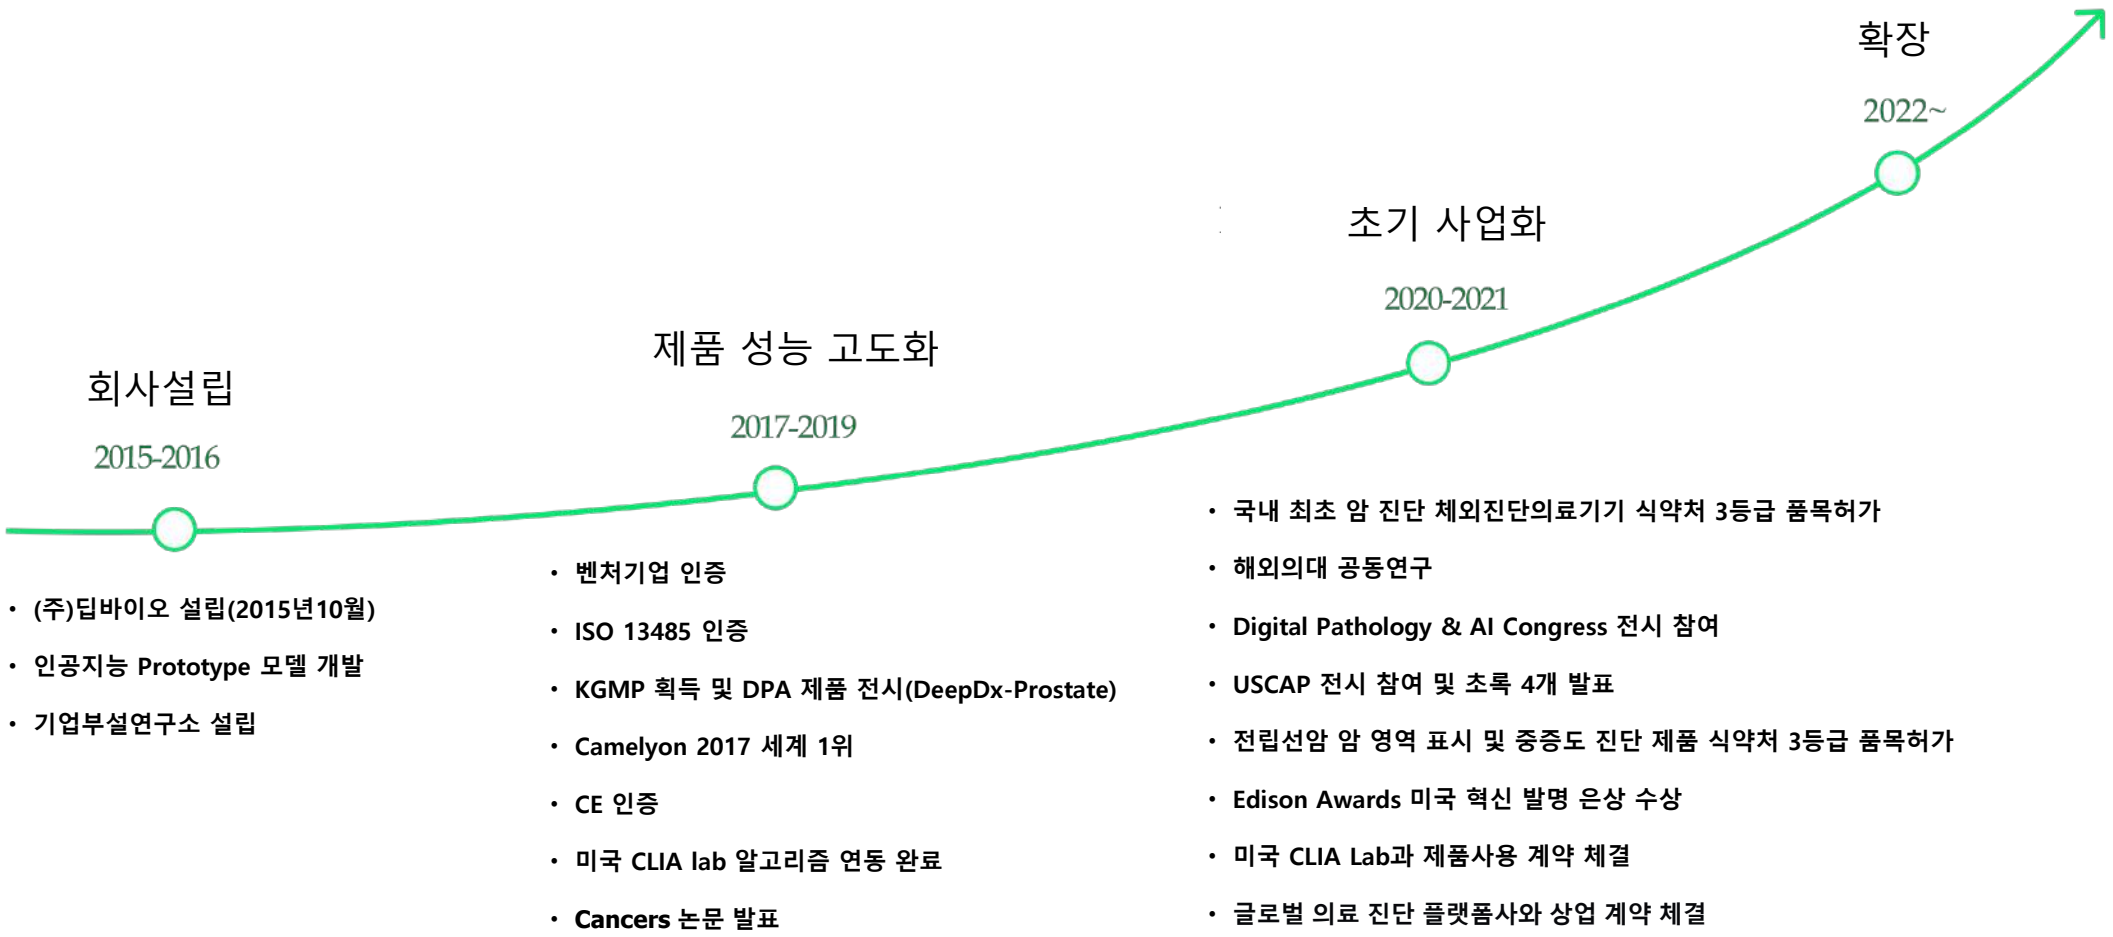 회사설립
2015-2016
• (주)딥바이오 설립(2015년10월)
• 인공지능 Prototype 모델 개발
• 기업부설연구소 설립
제품 성능 고도화
2017-2019
• 벤처기업 인증
• ISO 13485 인증
• KGMP 획득 및 DPA 제품 전시(DeepDx-Prostate)
• Camelyon 2017 세계 1위
• CE 인증
• 미국 CLIA lab 알고리즘 연동 완료
• Cancers 논문 발표
초기 사업화
2020-2021
• 국내 최초 암 진단 체외진단의료기기 식약처 3등급 품목허가
• 해외의대 공동연구
• Digital Pathology & AI Congress 전시 참여
• USCAP 전시 참여 및 초록 4개 발표
• 전립선암 암 영역 표시 및 중증도 진단 제품 식약처 3등급 품목허가
• Edison Awards 미국 혁신 발명 은상 수상
• 미국 CLIA Lab과 제품사용 계약 체결
• 글로벌 의료 진단 플랫폼사와 상업 계약 체결
확장
2022~